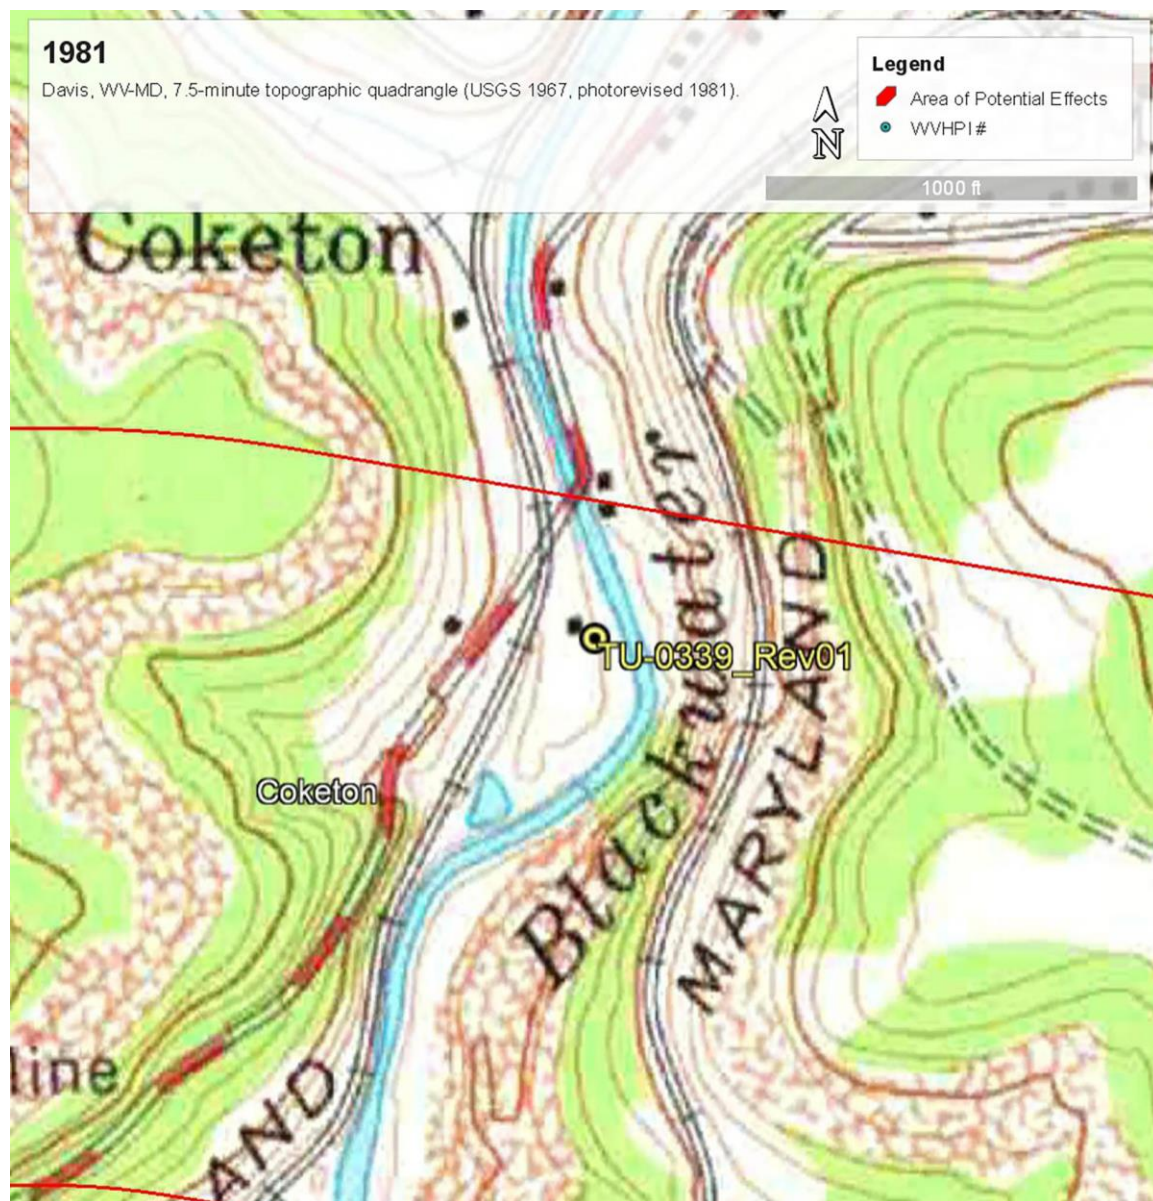 1981
Davis, WV-MD, 7.5-minute topographic quadrangle (USGS 1967, photorevised 1981).
Legend
Area of Potential Effects
WVHPI #
N
1000 ft
Coketon
Blackwater
MARYLAND
TU-0339_Rev01
Coketon
line
AND